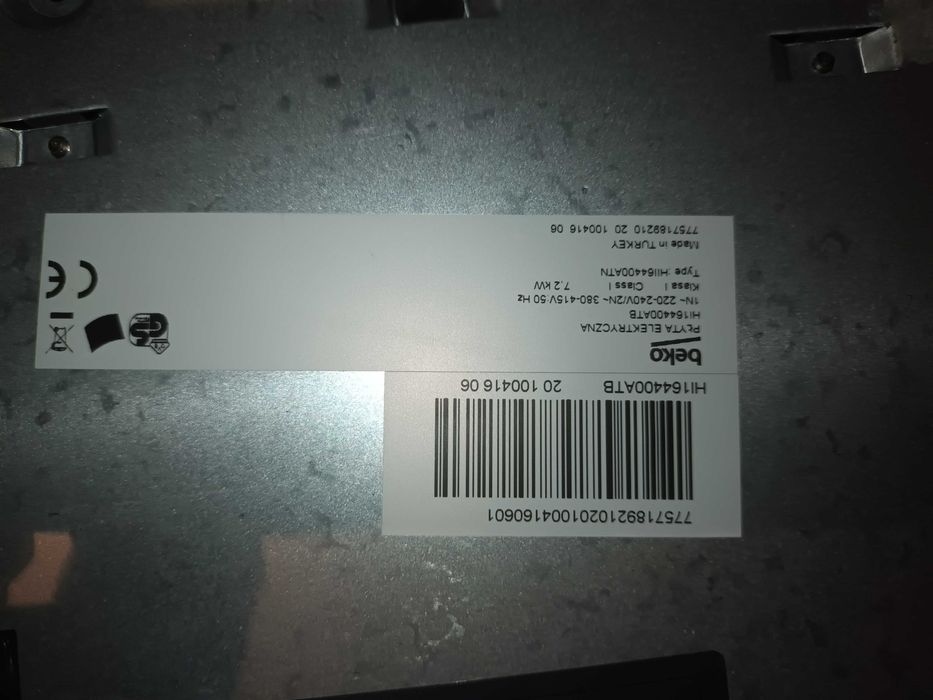 beko
PŁYTA ELEKTRYCZNA
HII64400ATB
1N~ 220-240V/2N~ 380-415V 50 Hz
Klasa I Class I 7.2 kW
Type :HII64400ATN
Made in TURKEY
7757189210 20 100416 06
CE
HII64400ATB 20 100416 06
7757189210201004160601